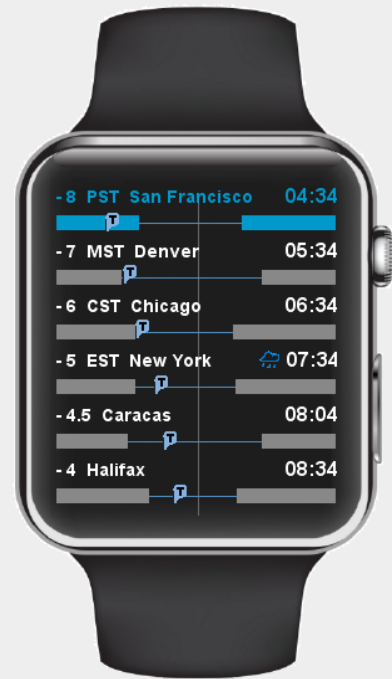 -8 PST San Francisco 04:34
T
-7 MST Denver 05:34
T
-6 CST Chicago 06:34
T
-5 EST New York 07:34
T
-4.5 Caracas 08:04
T
-4 Halifax 08:34
T